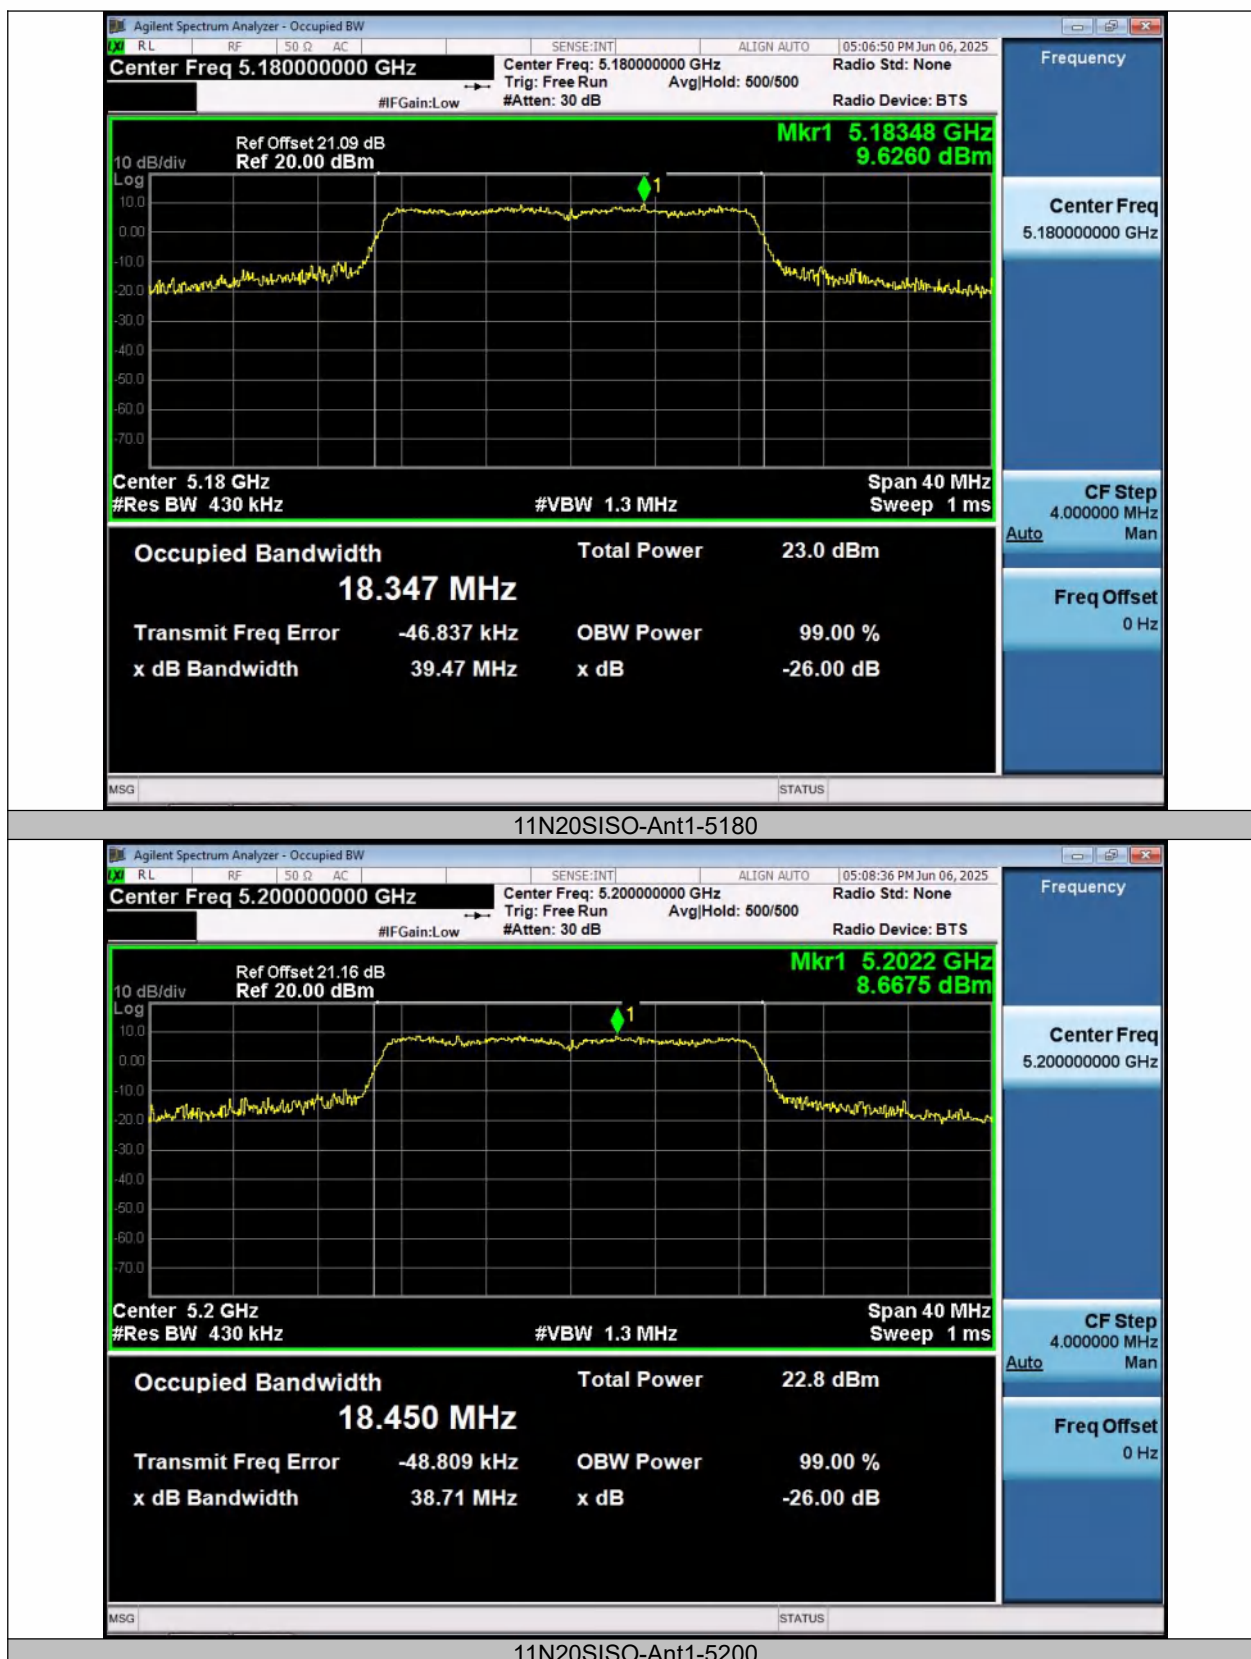 Agilent Spectrum Analyzer - Occupied BW
LXI RL RF 50 Ω AC SENSE:INT ALIGN AUTO 05:06:50 PM Jun 06, 2025
Center Freq 5.180000000 GHz
Center Freq: 5.180000000 GHz
Radio Std: None
Trig: Free Run Avg|Hold: 500/500
#IFGain:Low #Atten: 30 dB Radio Device: BTS
Frequency
Mkr1 5.18348 GHz
9.6260 dBm
Ref Offset 21.09 dB
10 dB/div Ref 20.00 dBm
Log
1
10.0
0.00
-10.0
-20.0
-30.0
-40.0
-50.0
-60.0
-70.0
Center Freq
5.180000000 GHz
Center 5.18 GHz Span 40 MHz
#Res BW 430 kHz #VBW 1.3 MHz Sweep 1 ms
CF Step
4.000000 MHz
Auto Man
Occupied Bandwidth Total Power 23.0 dBm
18.347 MHz
Transmit Freq Error -46.837 kHz OBW Power 99.00 %
x dB Bandwidth 39.47 MHz x dB -26.00 dB
Freq Offset
0 Hz
MSG STATUS
11N20SISO-Ant1-5180
Agilent Spectrum Analyzer - Occupied BW
LXI RL RF 50 Ω AC SENSE:INT ALIGN AUTO 05:08:36 PM Jun 06, 2025
Center Freq 5.200000000 GHz
Center Freq: 5.200000000 GHz
Radio Std: None
Trig: Free Run Avg|Hold: 500/500
#IFGain:Low #Atten: 30 dB Radio Device: BTS
Frequency
Mkr1 5.2022 GHz
8.6675 dBm
Ref Offset 21.16 dB
10 dB/div Ref 20.00 dBm
Log
1
10.0
0.00
-10.0
-20.0
-30.0
-40.0
-50.0
-60.0
-70.0
Center Freq
5.200000000 GHz
Center 5.2 GHz Span 40 MHz
#Res BW 430 kHz #VBW 1.3 MHz Sweep 1 ms
CF Step
4.000000 MHz
Auto Man
Occupied Bandwidth Total Power 22.8 dBm
18.450 MHz
Transmit Freq Error -48.809 kHz OBW Power 99.00 %
x dB Bandwidth 38.71 MHz x dB -26.00 dB
Freq Offset
0 Hz
MSG STATUS
11N20SISO-Ant1-5200